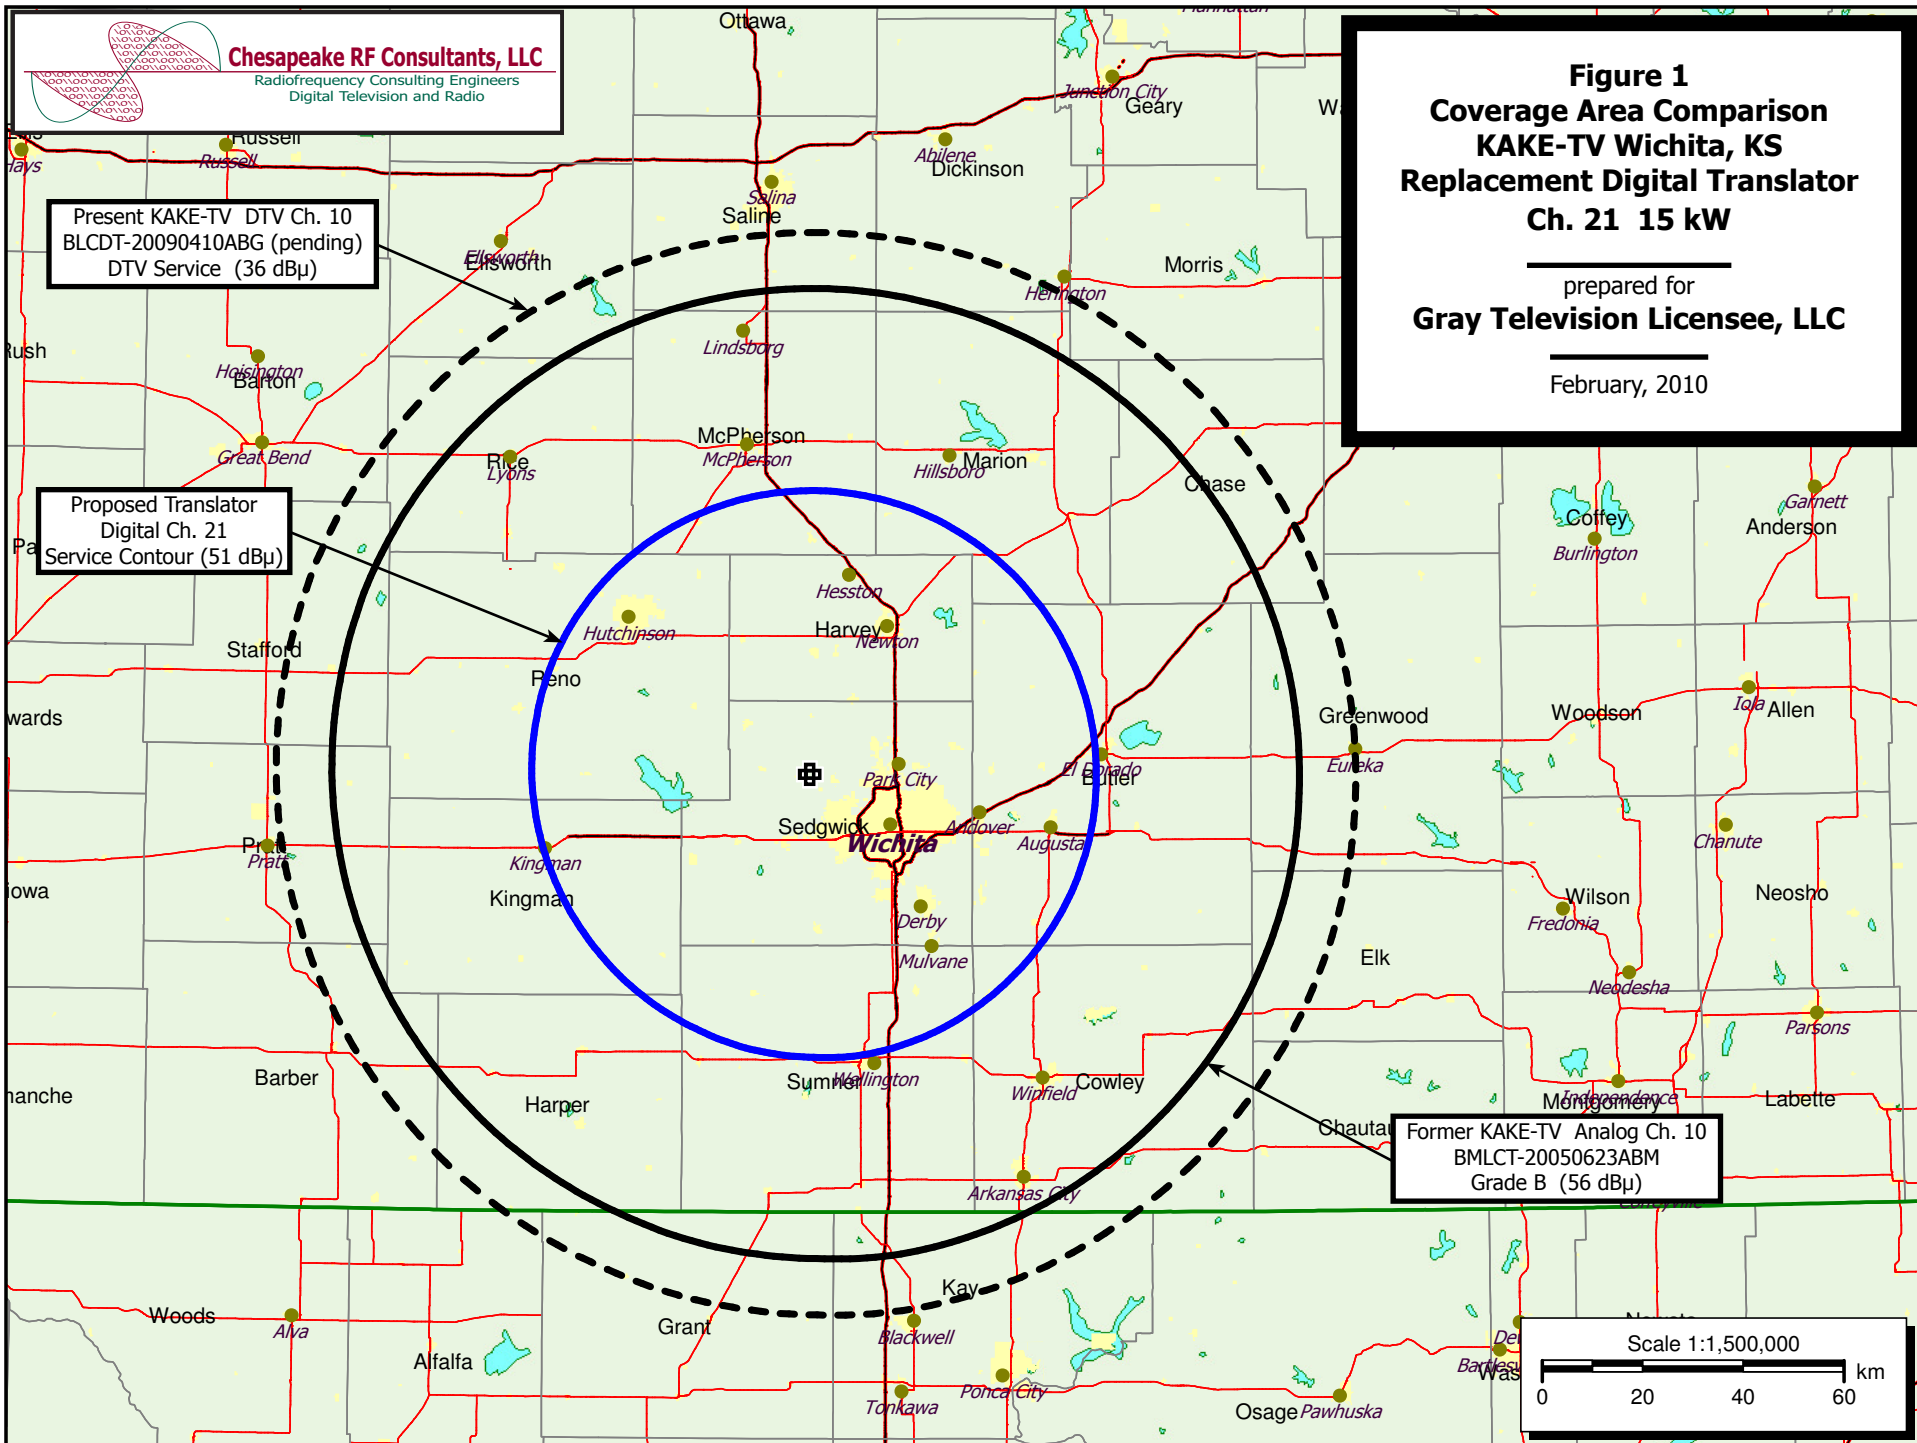 Chesapeake RF Consultants, LLC
Radiofrequency Consulting Engineers
Digital Television and Radio
Figure 1
Coverage Area Comparison
KAKE-TV Wichita, KS
Replacement Digital Translator
Ch. 21 15 kW
prepared for
Gray Television Licensee, LLC
February, 2010
Present KAKE-TV DTV Ch. 10
BLCDT-20090410ABG (pending)
DTV Service (36 dBµ)
Proposed Translator
Digital Ch. 21
Service Contour (51 dBµ)
Former KAKE-TV Analog Ch. 10
BMLCT-20050623ABM
Grade B (56 dBµ)
Ottawa
Junction City
Geary
Russell
Russell
Hays
Abilene
Dickinson
Salina
Saline
Ellsworth
Ellsworth
Morris
Herington
Lindsborg
Rush
Hoisington
Barton
Great Bend
McPherson
McPherson
Rice
Lyons
Hillsboro
Marion
Chase
Garnett
Coffey
Anderson
Burlington
Pa
Hesston
Hutchinson
Harvey
Newton
Stafford
Reno
wards
Greenwood
Woodson
Iola
Allen
Park City
El Dorado
Butler
Eureka
Sedgwick
Wichita
Andover
Augusta
Chanute
Pratt
Pratt
Kingman
Kingman
iowa
Derby
Wilson
Fredonia
Neosho
Mulvane
Elk
Neodesha
Parsons
Barber
Sumner
Wellington
Winfield
Cowley
manche
Harper
Independence
Montgomery
Labette
Chautau
Arkansas City
Kay
Woods
Alva
Grant
Blackwell
Alfalfa
Ponca City
Tonkawa
Osage
Pawhuska
Bartlesv
Was
Scale 1:1,500,000
km
0 20 40 60